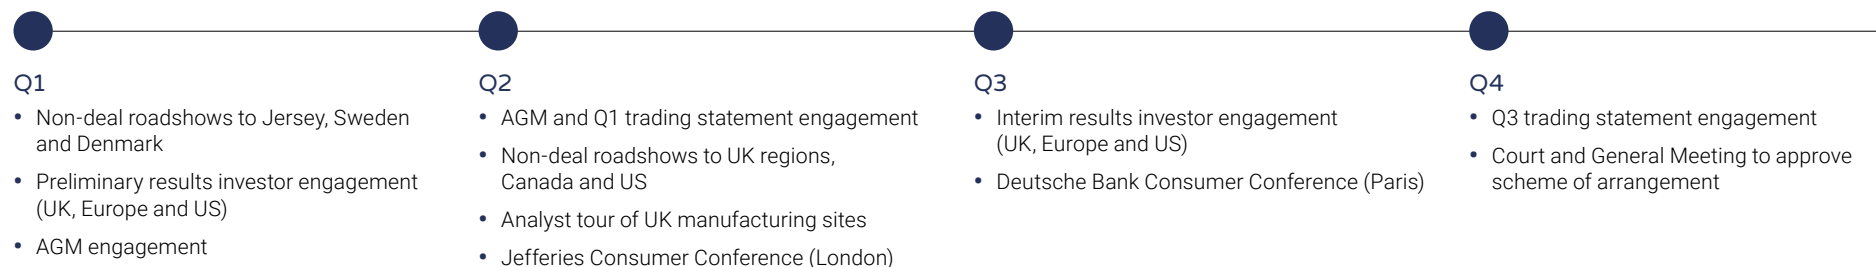 Q1
• Non-deal roadshows to Jersey, Sweden
and Denmark
• Preliminary results investor engagement
(UK, Europe and US)
• AGM engagement
Q2
• AGM and Q1 trading statement engagement
• Non-deal roadshows to UK regions,
Canada and US
• Analyst tour of UK manufacturing sites
• Jefferies Consumer Conference (London)
Q3
• Interim results investor engagement
(UK, Europe and US)
• Deutsche Bank Consumer Conference (Paris)
Q4
• Q3 trading statement engagement
• Court and General Meeting to approve
scheme of arrangement